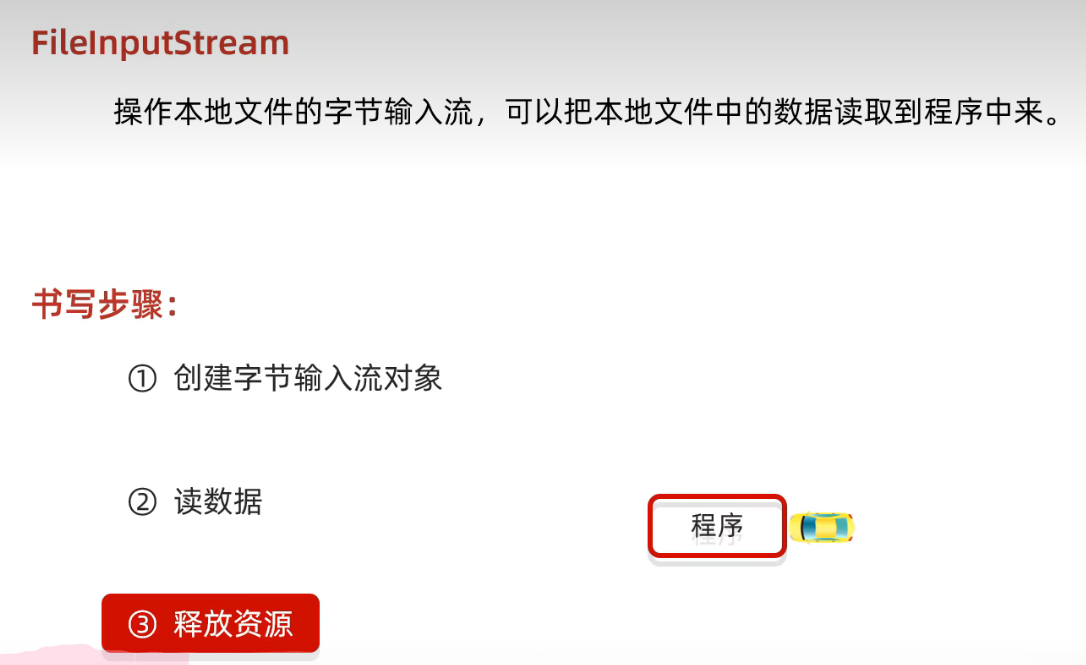 FileInputStream
操作本地文件的字节输入流，可以把本地文件中的数据读取到程序中来。
书写步骤：
① 创建字节输入流对象
② 读数据
程序
③ 释放资源